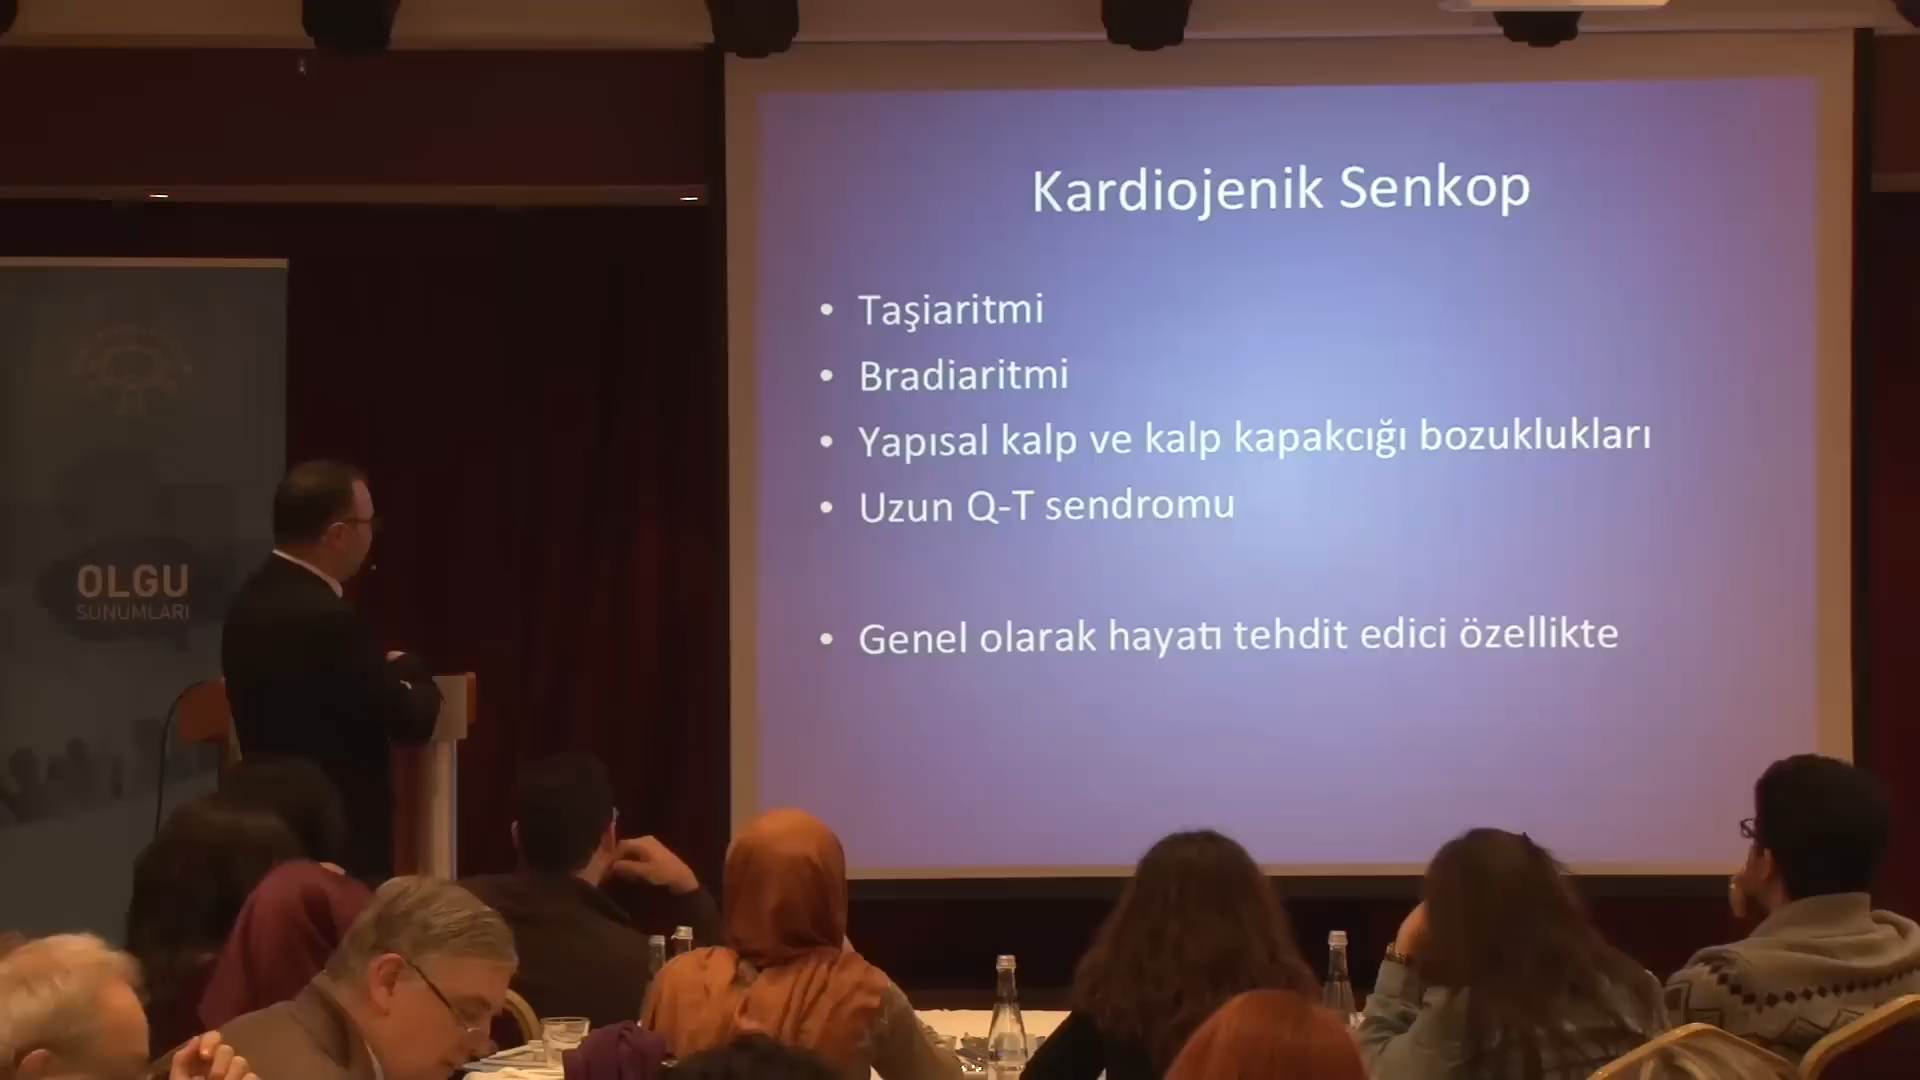 Kardiojenik Senkop
• Taşiaritmi
• Bradiaritmi
• Yapısal kalp ve kalp kapakcığı bozuklukları
• Uzun Q-T sendromu
• Genel olarak hayatı tehdit edici özellikte
OLGU
SUNUMLARI